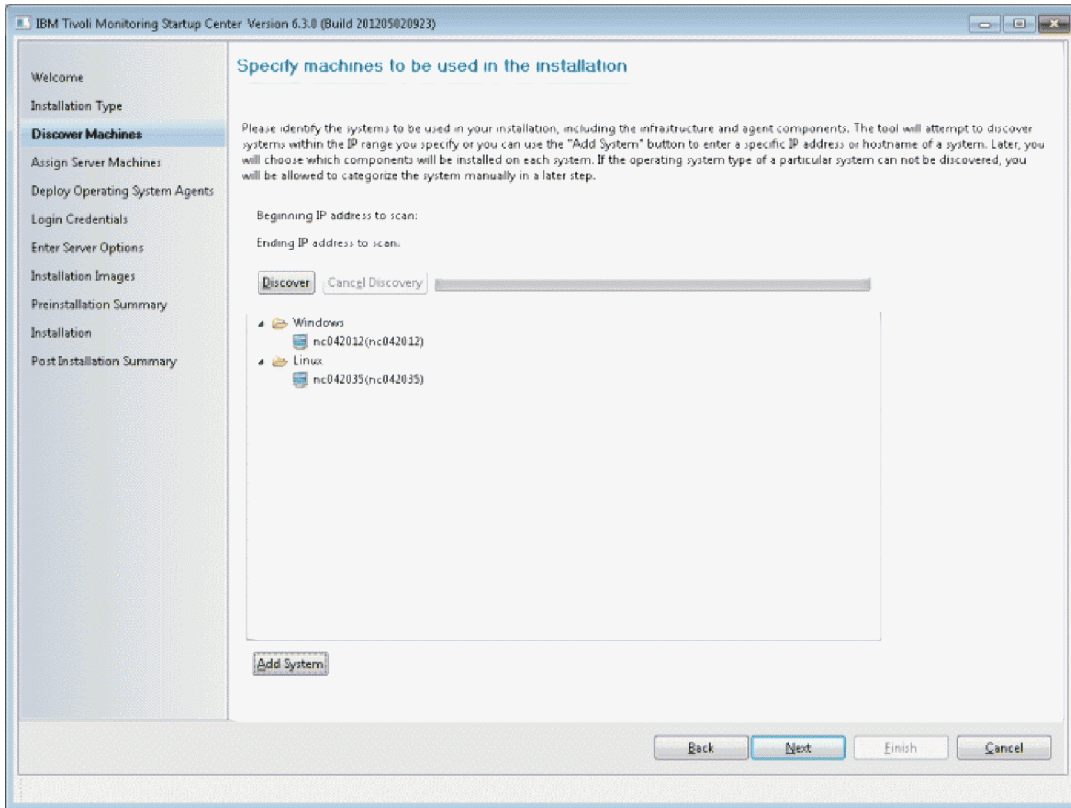 IBM Tivoli Monitoring Startup Center Version 6.3.0 (Build 201205020923)
Welcome
Installation Type
Discover Machines
Assign Server Machines
Deploy Operating System Agents
Login Credentials
Enter Server Options
Installation Images
Preinstallation Summary
Installation
Post Installation Summary
Specify machines to be used in the installation
Please identify the systems to be used in your installation, including the infrastructure and agent components. The tool will attempt to discover
systems within the IP range you specify or you can use the "Add System" button to enter a specific IP address or hostname of a system. Later, you
will choose which components will be installed on each system. If the operating system type of a particular system can not be discovered, you
will be allowed to categorize the system manually in a later step.
Beginning IP address to scan:
Ending IP address to scan:
Discover Cancel Discovery
Windows
nc042012(nc042012)
Linux
nc042035(nc042035)
Add System
Back Next Finish Cancel